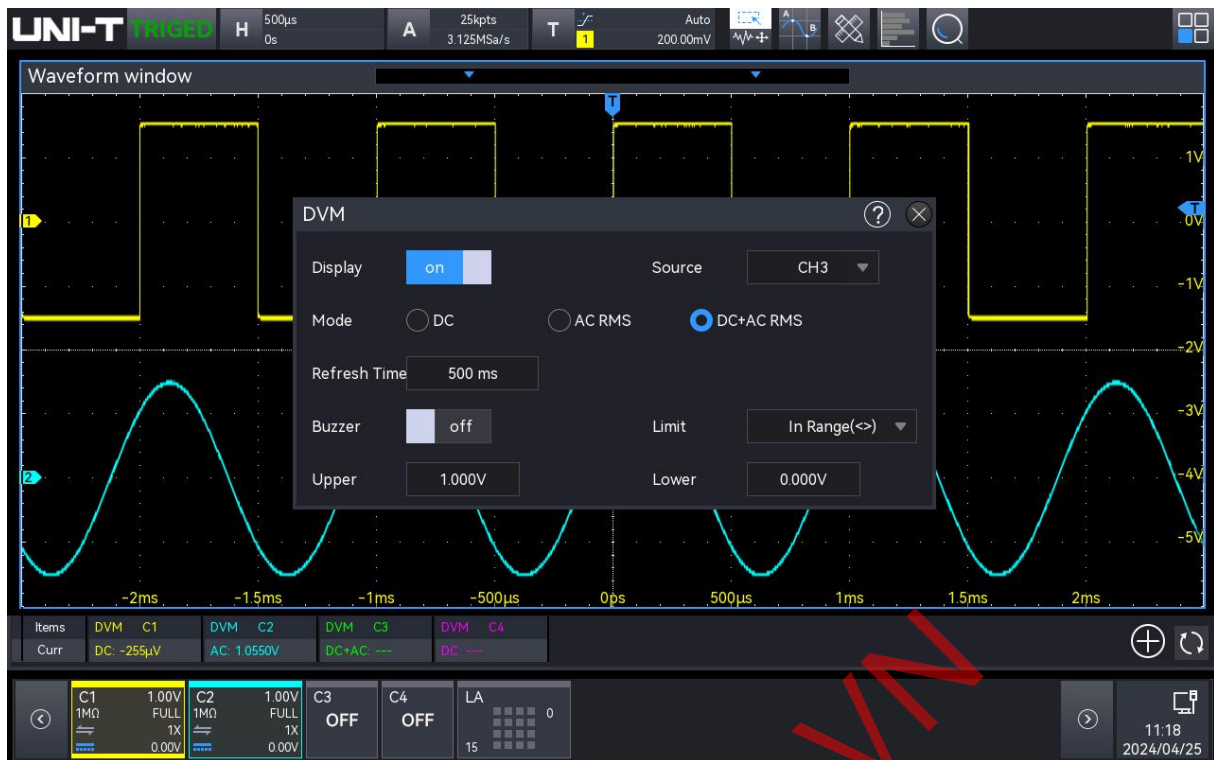 UNI-T TRIGED H 500μs 0s A 25kpts 3.125MSa/s T 1 Auto 200.00mV A B
Waveform window
T
1V
1 T 0V
-1V
-2V
-3V
2 -4V
-5V
DVM ?
Display on Source CH3
Mode DC AC RMS DC+AC RMS
Refresh Time 500 ms
Buzzer off Limit In Range(<>)
Upper 1.000V Lower 0.000V
-2ms -1.5ms -1ms -500μs 0ps 500μs 1ms 1.5ms 2ms
Items DVM C1 DVM C2 DVM C3 DVM C4
Curr DC: -255μV AC: 1.0550V DC+AC: --- DC: ---
C1 1.00V C2 1.00V C3 C4 LA
1MΩ FULL 1MΩ FULL OFF OFF 0
1X 1X 11:18
0.00V 0.00V 15 2024/04/25
VN